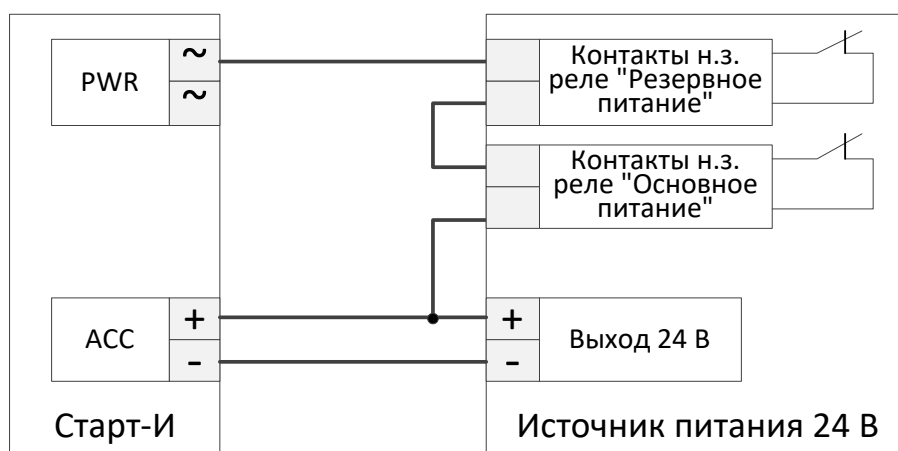 PWR
~
~
Контакты н.з.
реле "Резервное
питание"
Контакты н.з.
реле "Основное
питание"
ACC
+
-
+
-
Выход 24 В
Старт-И
Источник питания 24 В